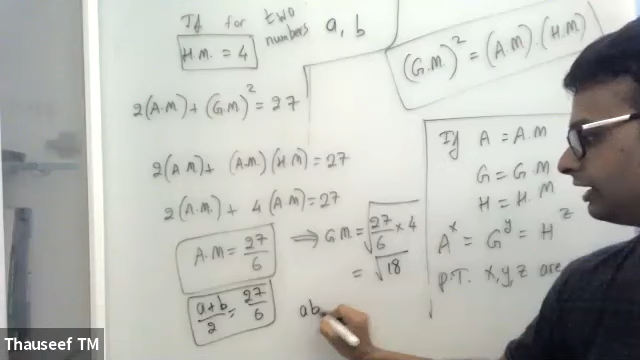 If for two
numbers a, b
H.M. = 4
(G.M.)² = (A.M).(H.M)
2(A.M)+(G.M)² = 27
2(A.M)+ (A.M.)(H.M) = 27
2(A.M.)+ 4(A.M) = 27
A.M = 27/6
⟹ G.M. = √(27/6 × 4)
= √18
(a+b)/2 = 27/6
ab
If A = A.M
G = G M
H = H M
A^x = G^y = H^z
P.T. x, y, z are
Thauseef TM